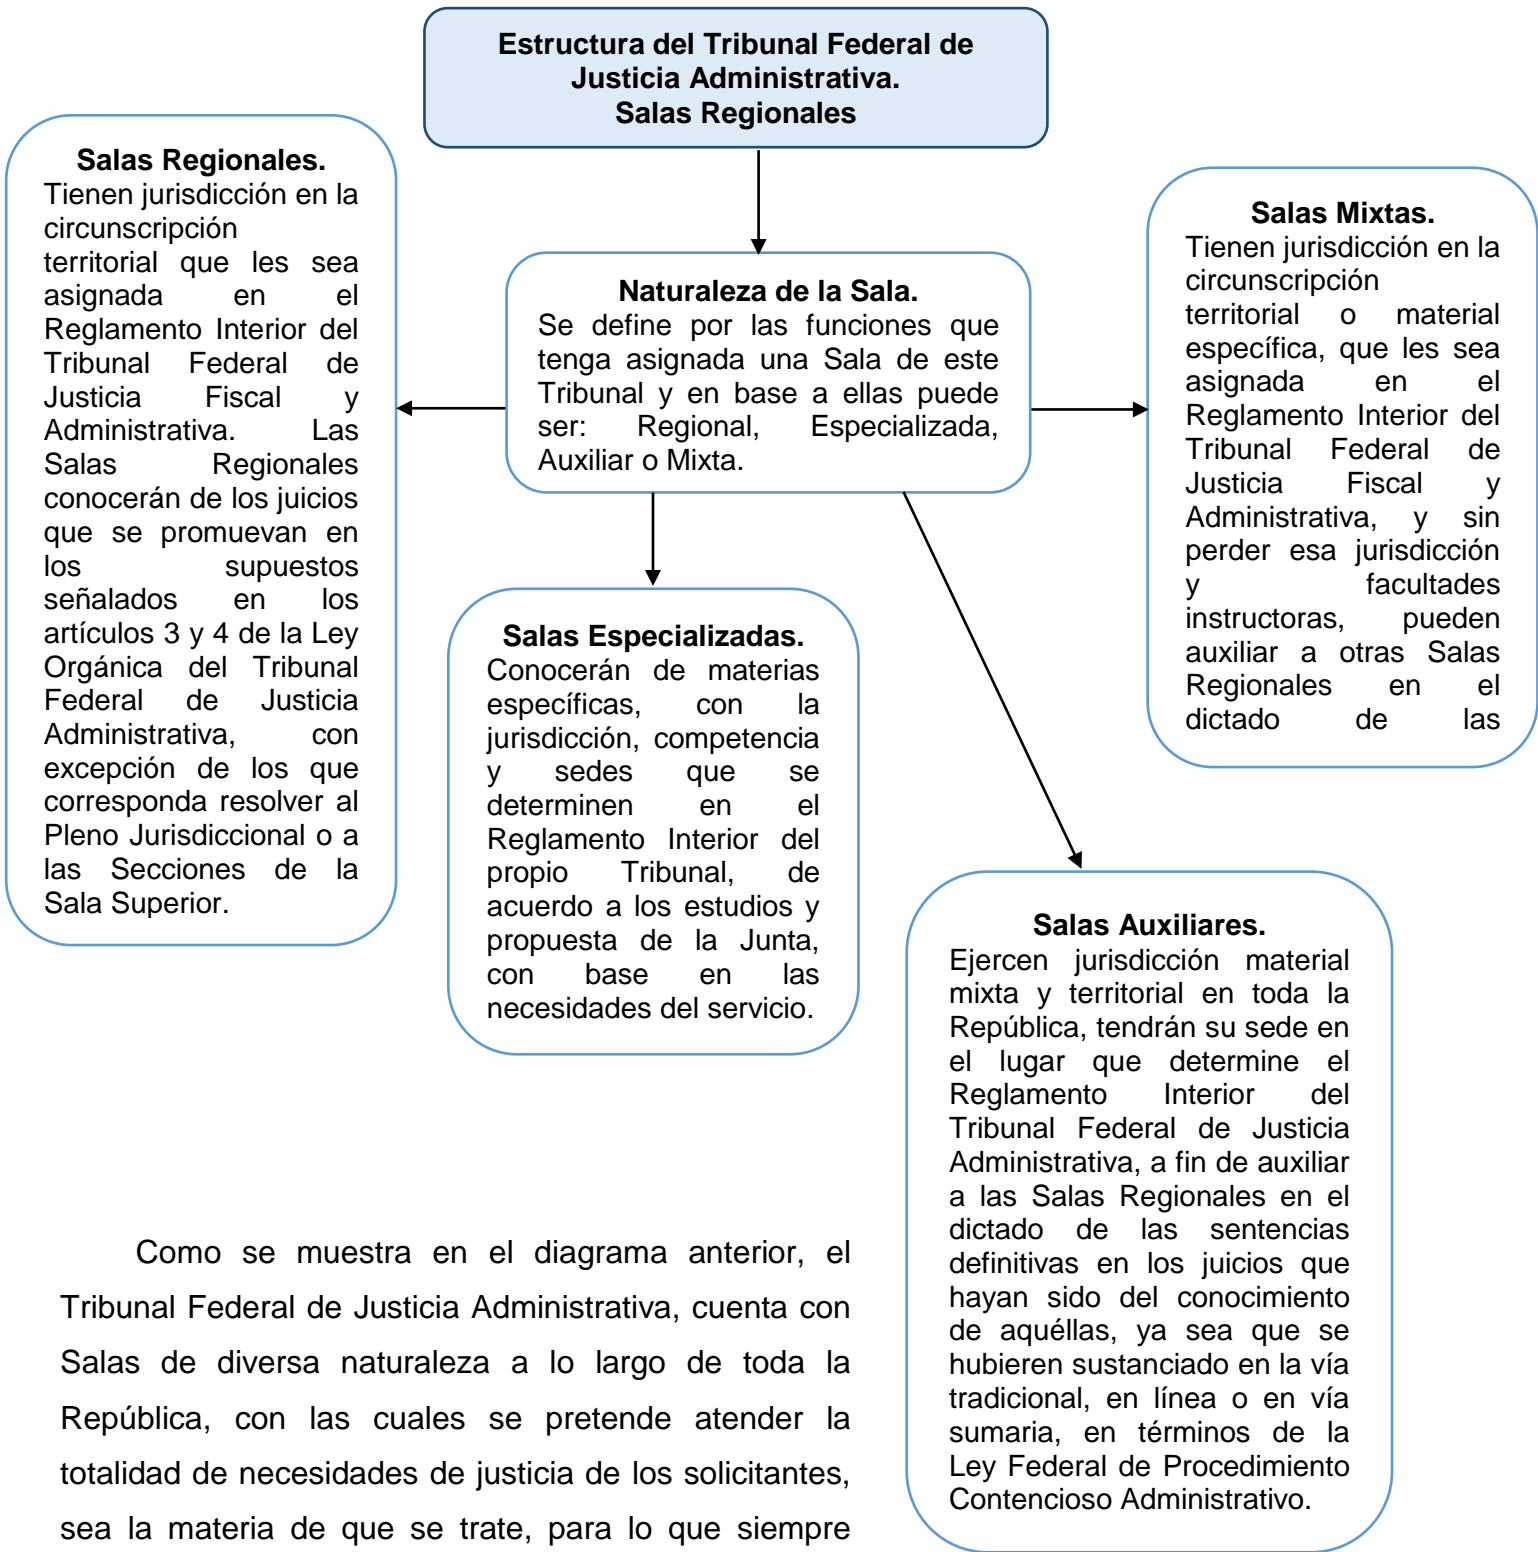 Estructura del Tribunal Federal de
Justicia Administrativa.
Salas Regionales
Salas Regionales.
Tienen jurisdicción en la
circunscripción
territorial que les sea
asignada en el
Reglamento Interior del
Tribunal Federal de
Justicia Fiscal y
Administrativa. Las
Salas Regionales
conocerán de los juicios
que se promuevan en
los supuestos
señalados en los
artículos 3 y 4 de la Ley
Orgánica del Tribunal
Federal de Justicia
Administrativa, con
excepción de los que
corresponda resolver al
Pleno Jurisdiccional o a
las Secciones de la
Sala Superior.
Naturaleza de la Sala.
Se define por las funciones que
tenga asignada una Sala de este
Tribunal y en base a ellas puede
ser: Regional, Especializada,
Auxiliar o Mixta.
Salas Mixtas.
Tienen jurisdicción en la
circunscripción
territorial o material
específica, que les sea
asignada en el
Reglamento Interior del
Tribunal Federal de
Justicia Fiscal y
Administrativa, y sin
perder esa jurisdicción
y facultades
instructoras, pueden
auxiliar a otras Salas
Regionales en el
dictado de las
Salas Especializadas.
Conocerán de materias
específicas, con la
jurisdicción, competencia
y sedes que se
determinen en el
Reglamento Interior del
propio Tribunal, de
acuerdo a los estudios y
propuesta de la Junta,
con base en las
necesidades del servicio.
Salas Auxiliares.
Ejercen jurisdicción material
mixta y territorial en toda la
República, tendrán su sede en
el lugar que determine el
Reglamento Interior del
Tribunal Federal de Justicia
Administrativa, a fin de auxiliar
a las Salas Regionales en el
dictado de las sentencias
definitivas en los juicios que
hayan sido del conocimiento
de aquéllas, ya sea que se
hubieren sustanciado en la vía
tradicional, en línea o en vía
sumaria, en términos de la
Ley Federal de Procedimiento
Contencioso Administrativo.
Como se muestra en el diagrama anterior, el
Tribunal Federal de Justicia Administrativa, cuenta con
Salas de diversa naturaleza a lo largo de toda la
República, con las cuales se pretende atender la
totalidad de necesidades de justicia de los solicitantes,
sea la materia de que se trate, para lo que siempre